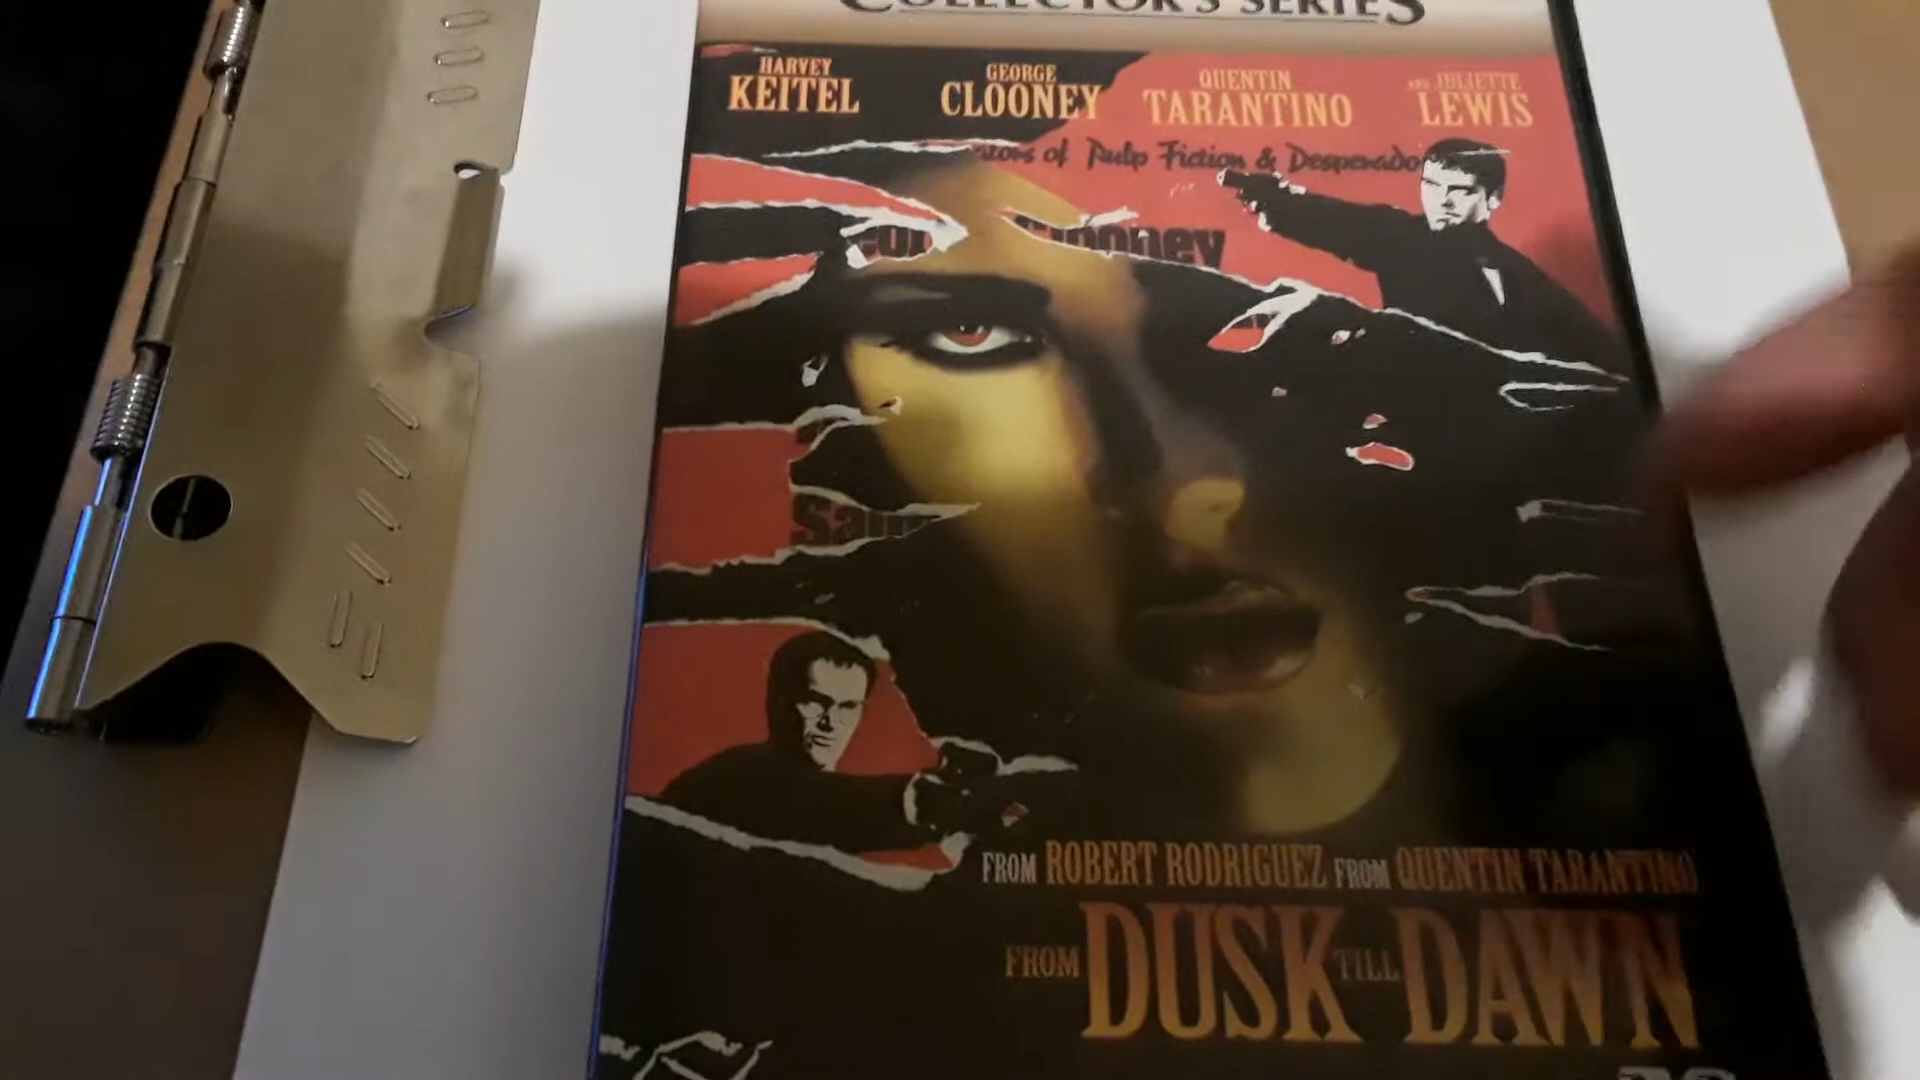 COLLECTOR'S SERIES
HARVEY KEITEL
GEORGE CLOONEY
QUENTIN TARANTINO
AND JULIETTE LEWIS
of Pulp Fiction & Desperado
Clooney
FROM ROBERT RODRIGUEZ FROM QUENTIN TARANTINO
FROM DUSK TILL DAWN